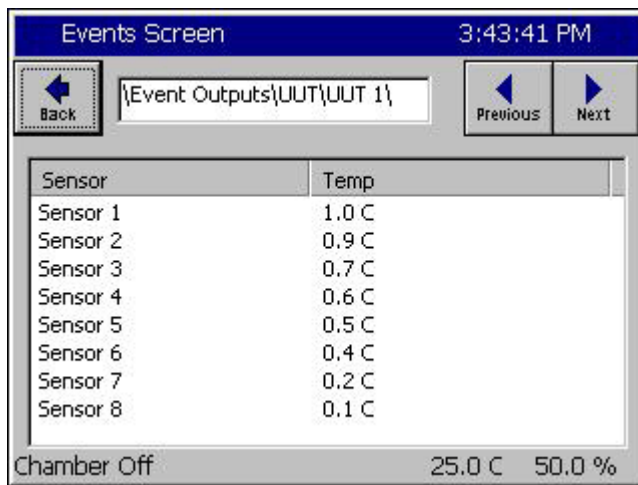 Events Screen 3:43:41 PM
Back \Event Outputs\UUT\UUT 1\ Previous Next
Sensor Temp
Sensor 1 1.0 C
Sensor 2 0.9 C
Sensor 3 0.7 C
Sensor 4 0.6 C
Sensor 5 0.5 C
Sensor 6 0.4 C
Sensor 7 0.2 C
Sensor 8 0.1 C
Chamber Off 25.0 C 50.0 %